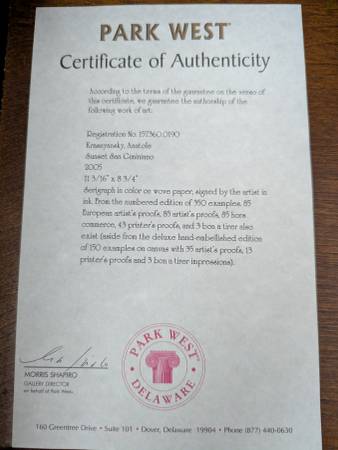 PARK WEST
Certificate of Authenticity
According to the terms of the guarantee on the verso of
this certificate, we guarantee the authorship of the
following work of art:
Registration No. 157360.0190
Krasnyansky, Anatole
Sunset San Giminiano
2005
11 3/16" x 8 3/4"
Serigraph in color on wove paper, signed by the artist in
ink. From the numbered edition of 350 examples. 85
European artist's proofs, 85 artist's proofs, 85 hors
commerce, 43 printer's proofs, and 3 bon a tirer also
exist (aside from the deluxe hand-embellished edition
of 150 examples on canvas with 35 artist's proofs, 13
printer's proofs and 3 bon a tirer impressions).
MORRIS SHAPIRO
GALLERY DIRECTOR
on behalf of Park West
PARK WEST
DELAWARE
160 Greentree Drive • Suite 101 • Dover, Delaware 19904 • Phone (877) 440-0630